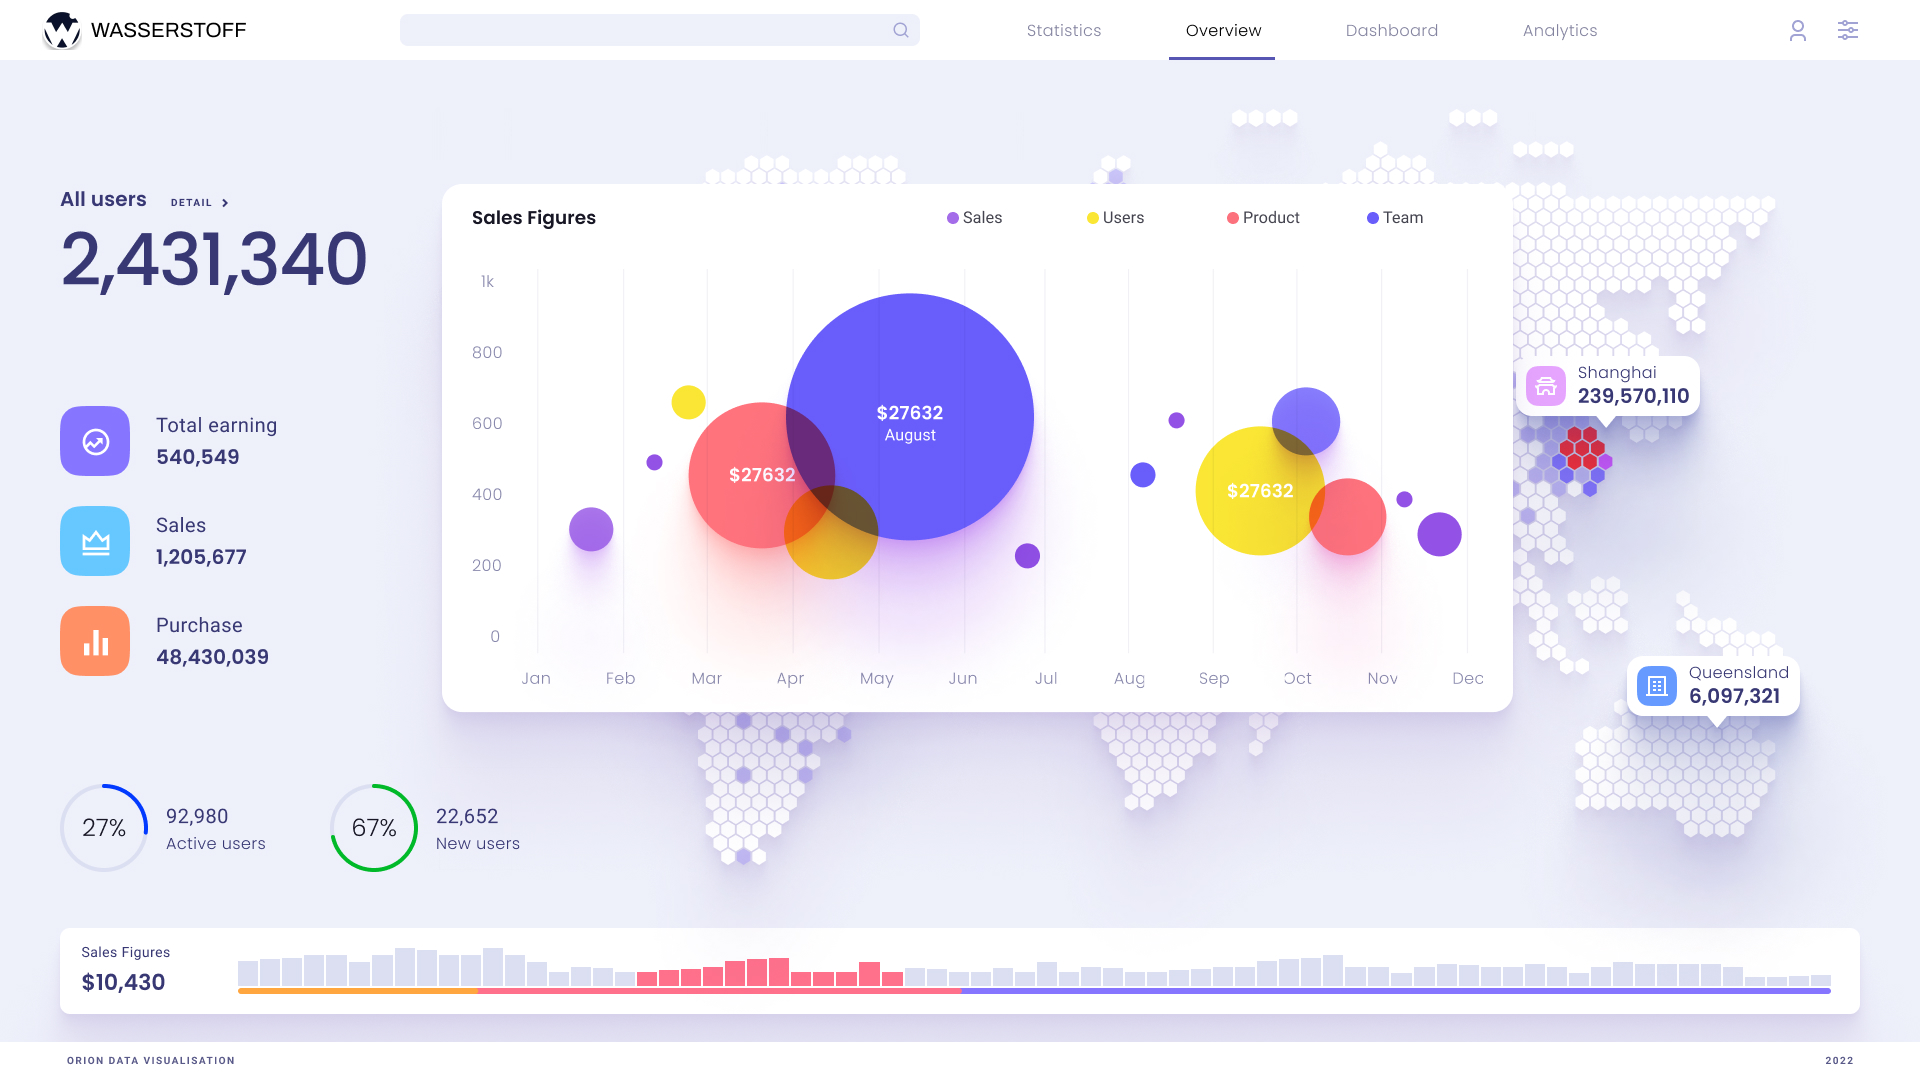 WASSERSTOFF
Statistics
Overview
Dashboard
Analytics
All users
DETAIL
2,431,340
Total earning
540,549
Sales
1,205,677
Purchase
48,430,039
27%
92,980
Active users
67%
22,652
New users
Sales Figures
Sales
Users
Product
Team
1k
800
600
400
200
0
$27632
$27632
August
$27632
Jan
Feb
Mar
Apr
May
Jun
Jul
Aug
Sep
Oct
Nov
Dec
Shanghai
239,570,110
Queensland
6,097,321
Sales Figures
$10,430
ORION DATA VISUALISATION
2022